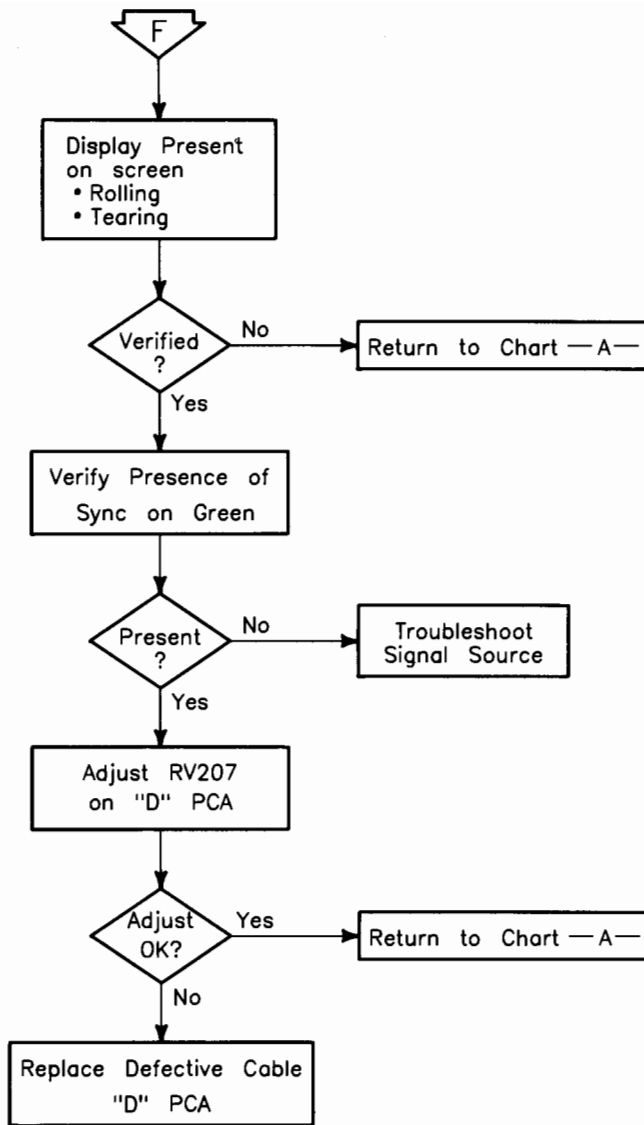 F
Display Present
on screen
• Rolling
• Tearing
Verified
?
No
Return to Chart —A—
Yes
Verify Presence of
Sync on Green
Present
?
No
Troubleshoot
Signal Source
Yes
Adjust RV207
on "D" PCA
Adjust
OK?
Yes
Return to Chart —A—
No
Replace Defective Cable
"D" PCA